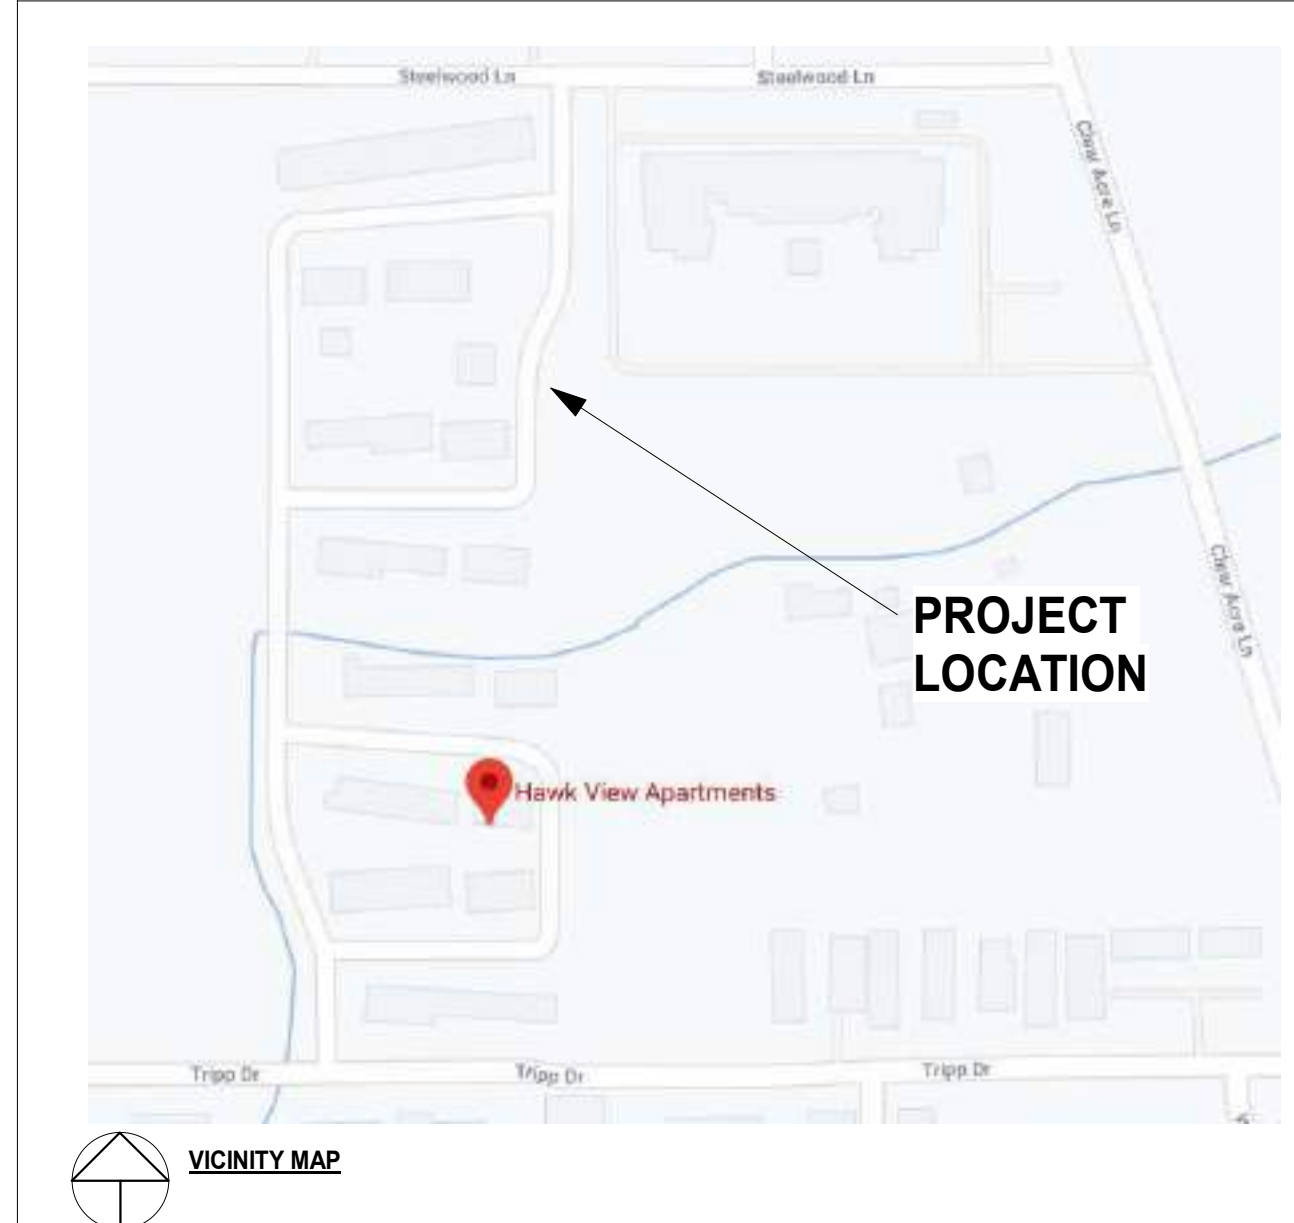 Steelwood Ln
Steelwood Ln
Clear Acre Ln
Clear Acre Ln
PROJECT
LOCATION
Hawk View Apartments
Tripp Dr
Tripp Dr
Tripp Dr
VICINITY MAP